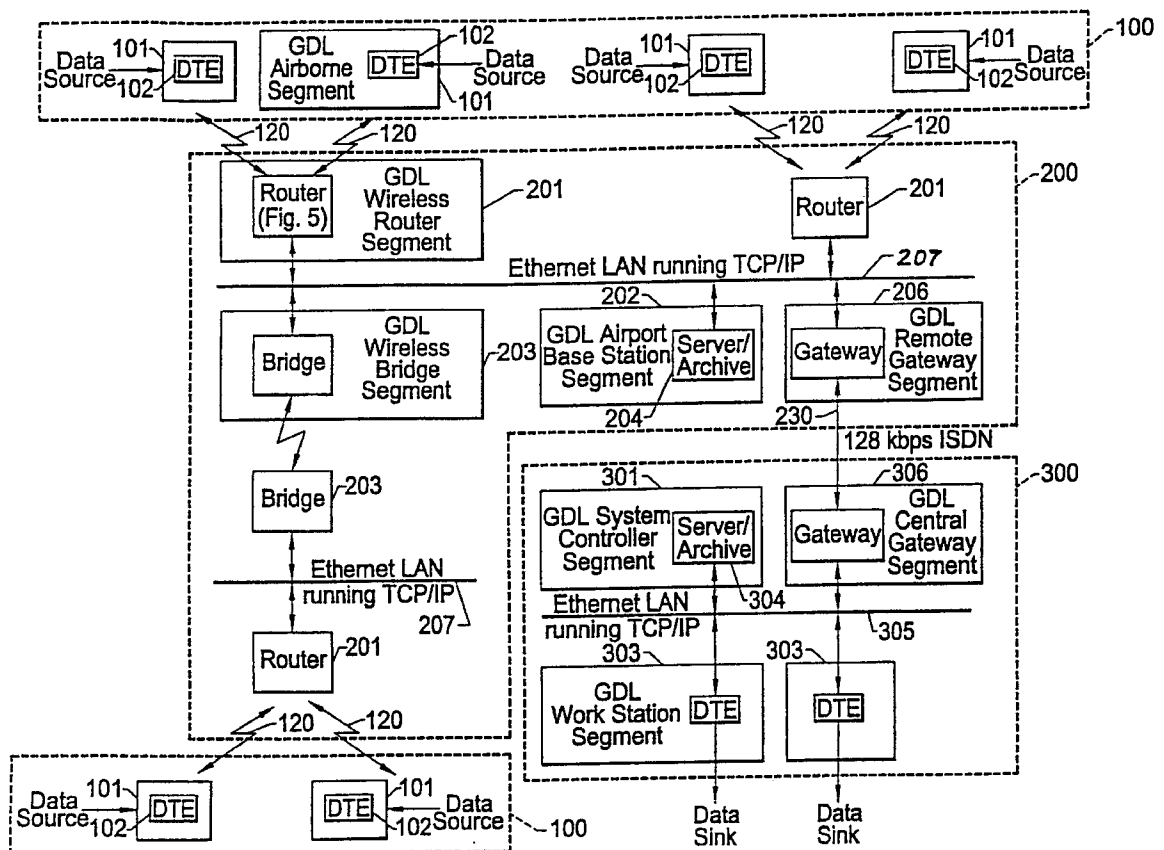 Data
Source
101
102
DTE
GDL
Airborne
Segment
DTE
102
Data
Source
101
Data
Source
101
102
DTE
DTE
101
102
Data
Source
100
120
120
120
120
Router
(Fig. 5)
GDL
Wireless
Router
Segment
201
Router
201
200
Ethernet LAN running TCP/IP
207
Bridge
GDL
Wireless
Bridge
Segment
203
202
GDL Airport
Base Station
Segment
Server/
Archive
204
206
Gateway
GDL
Remote
Gateway
Segment
230
128 kbps ISDN
Bridge
203
Ethernet LAN
running TCP/IP
207
Router
201
120
120
301
GDL System
Controller
Segment
Server/
Archive
304
306
Gateway
GDL
Central
Gateway
Segment
300
Ethernet LAN
running TCP/IP
305
303
GDL
Work Station
Segment
DTE
303
DTE
Data
Sink
Data
Sink
Data
Source
101
102
DTE
DTE
101
102
Data
Source
100